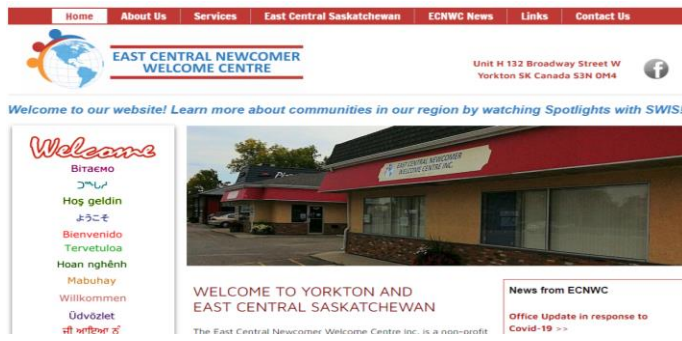 Home About Us Services East Central Saskatchewan ECNWC News Links Contact Us
EAST CENTRAL NEWCOMER
WELCOME CENTRE
Unit H 132 Broadway Street W
Yorkton SK Canada S3N 0M4
Welcome to our website! Learn more about communities in our region by watching Spotlights with SWIS!
Welcome
Вітаємо
Hoş geldin
ようこそ
Bienvenido
Tervetuloa
Hoan nghênh
Mabuhay
Willkommen
Üdvözlet
ਜੀ ਆਇਆ ਨੂੰ
EAST CENTRAL NEWCOMER
WELCOME CENTRE INC.
WELCOME TO YORKTON AND
EAST CENTRAL SASKATCHEWAN
The East Central Newcomer Welcome Centre Inc. is a non-profit
News from ECNWC
Office Update in response to
Covid-19 >>